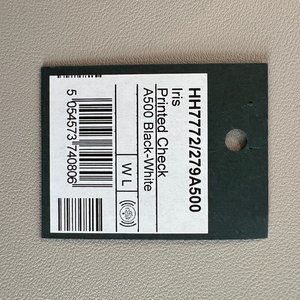 HH7772/279A500
Iris
Printed Check
A500 Black-White
W L
5 054573 740806